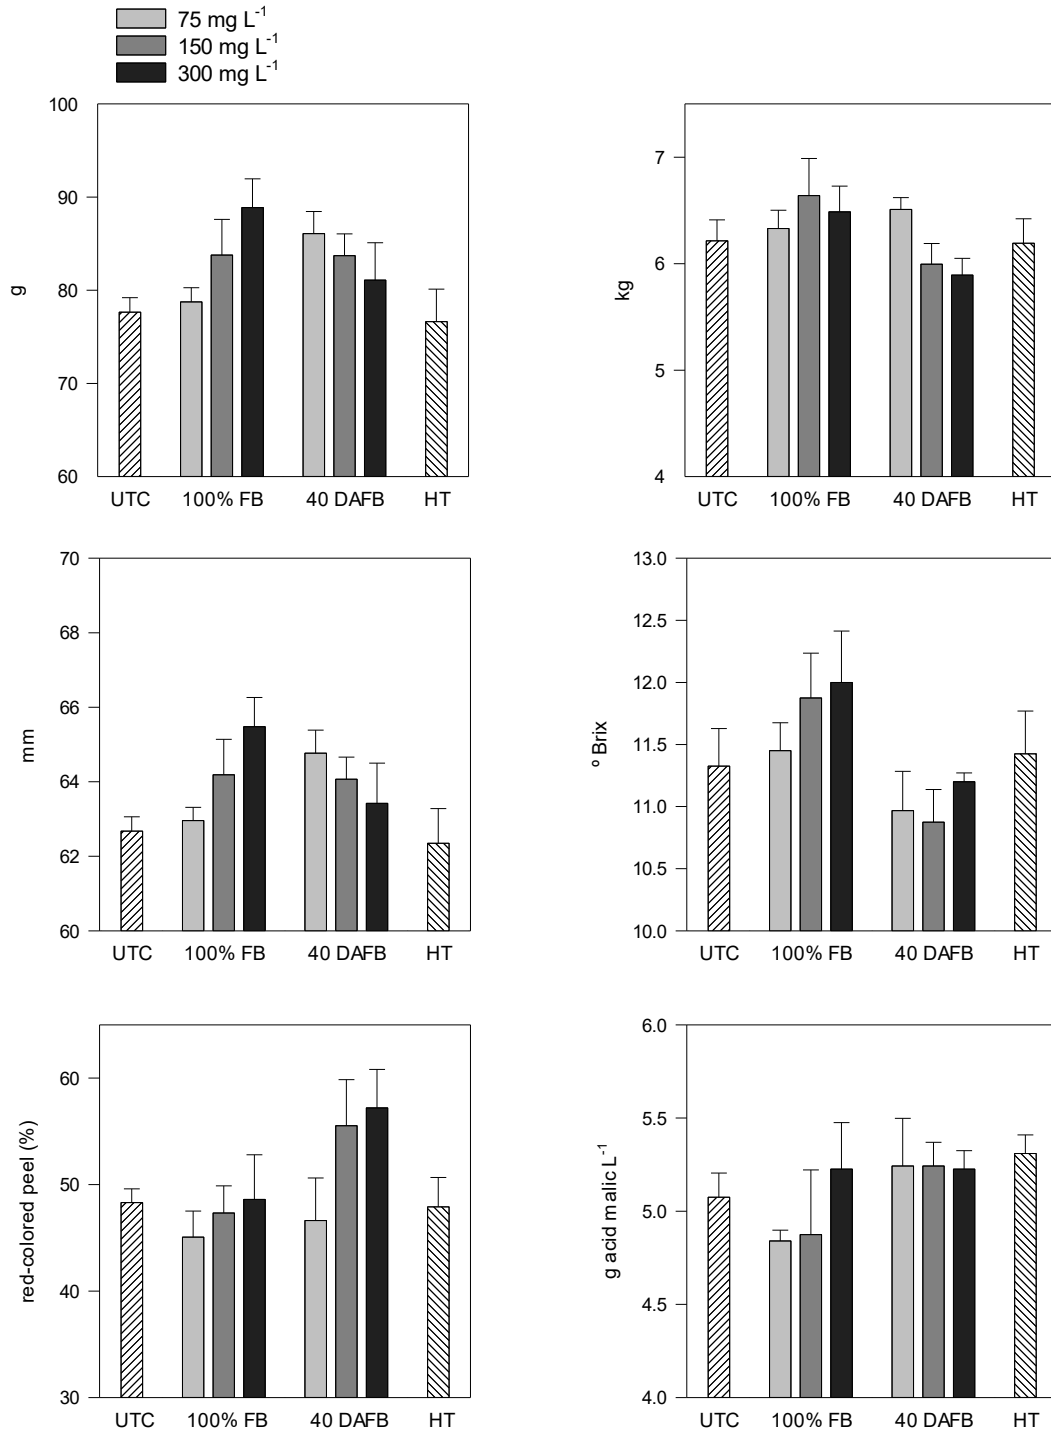 75 mg L⁻¹
150 mg L⁻¹
300 mg L⁻¹
100
90
80
70
60
g
UTC 100% FB 40 DAFB HT
7
6
5
4
kg
UTC 100% FB 40 DAFB HT
70
68
66
64
62
60
mm
UTC 100% FB 40 DAFB HT
13.0
12.5
12.0
11.5
11.0
10.5
10.0
º Brix
UTC 100% FB 40 DAFB HT
60
50
40
30
red-colored peel (%)
UTC 100% FB 40 DAFB HT
6.0
5.5
5.0
4.5
4.0
g acid malic L⁻¹
UTC 100% FB 40 DAFB HT